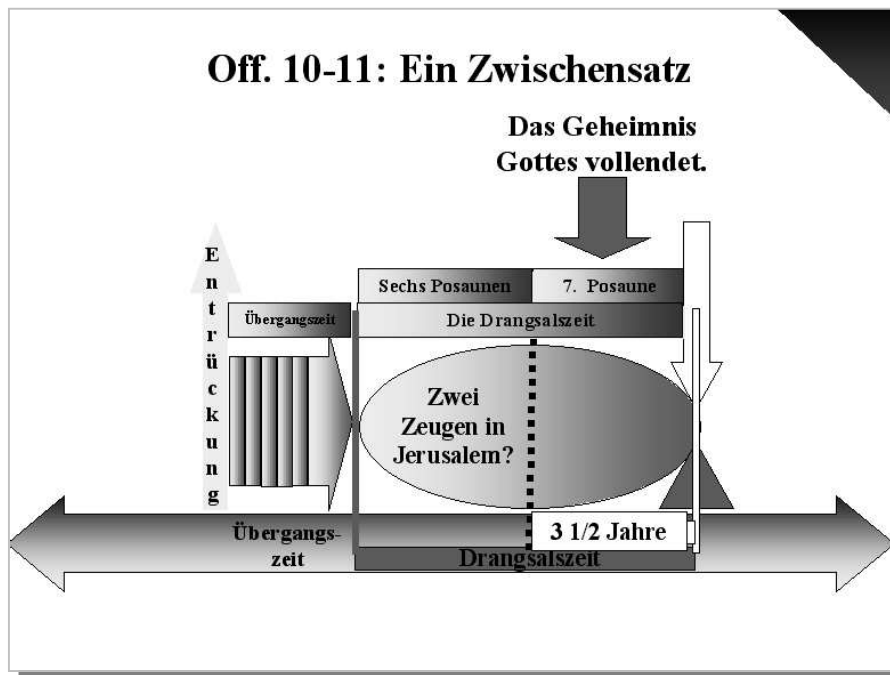 Off. 10-11: Ein Zwischensatz
Das Geheimnis
Gottes vollendet.
Entrückung
Sechs Posaunen
7. Posaune
Übergangszeit
Die Drangsalszeit
Zwei
Zeugen in
Jerusalem?
Übergangs-
zeit
3 1/2 Jahre
Drangsalszeit